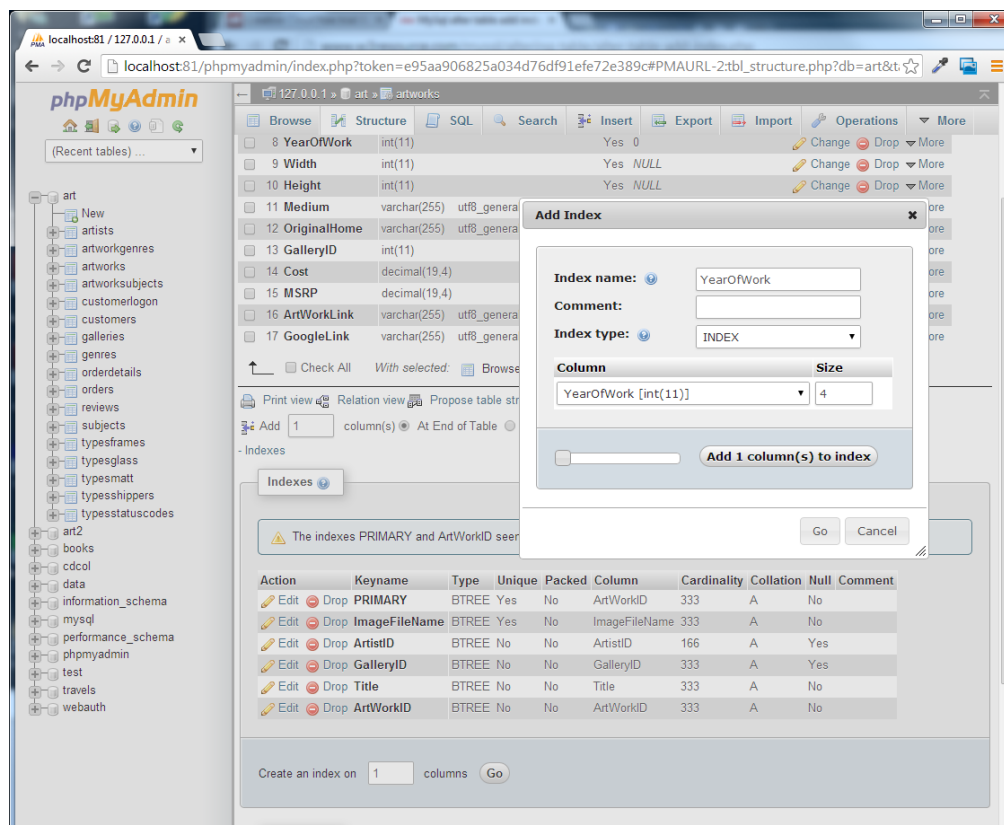 localhost:81 / 127.0.0.1 / a
localhost:81/phpmyadmin/index.php?token=e95aa906825a034d76df91efe72e389c#PMAURL-2:tbl_structure.php?db=art&t
phpMyAdmin
(Recent tables) ...
art
New
artists
artworkgenres
artworks
artworksubjects
customerlogon
customers
galleries
genres
orderdetails
orders
reviews
subjects
typesframes
typesglass
typesmatt
typesshippers
typesstatuscodes
art2
books
cdcol
data
information_schema
mysql
performance_schema
phpmyadmin
test
travels
webauth
127.0.0.1 » art » artworks
Browse Structure SQL Search Insert Export Import Operations More
8 YearOfWork int(11) Yes 0 Change Drop More
9 Width int(11) Yes NULL Change Drop More
10 Height int(11) Yes NULL Change Drop More
11 Medium varchar(255) utf8_genera ore
12 OriginalHome varchar(255) utf8_genera ore
13 GalleryID int(11) ore
14 Cost decimal(19,4) ore
15 MSRP decimal(19,4) ore
16 ArtWorkLink varchar(255) utf8_genera ore
17 GoogleLink varchar(255) utf8_genera ore
Check All With selected: Browse
Print view Relation view Propose table str
Add 1 column(s) At End of Table
- Indexes
Indexes
The indexes PRIMARY and ArtWorkID seem
Action Keyname Type Unique Packed Column Cardinality Collation Null Comment
Edit Drop PRIMARY BTREE Yes No ArtWorkID 333 A No
Edit Drop ImageFileName BTREE Yes No ImageFileName 333 A No
Edit Drop ArtistID BTREE No No ArtistID 166 A Yes
Edit Drop GalleryID BTREE No No GalleryID 333 A Yes
Edit Drop Title BTREE No No Title 333 A No
Edit Drop ArtWorkID BTREE No No ArtWorkID 333 A No
Create an index on 1 columns Go
Add Index
Index name: YearOfWork
Comment:
Index type: INDEX
Column Size
YearOfWork [int(11)] 4
Add 1 column(s) to index
Go Cancel